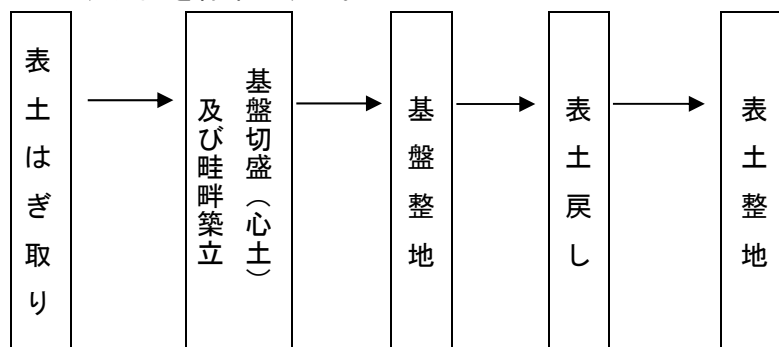 表土はぎ取り
基盤切盛（心土）
及び畦畔築立
基盤整地
表土戻し
表土整地